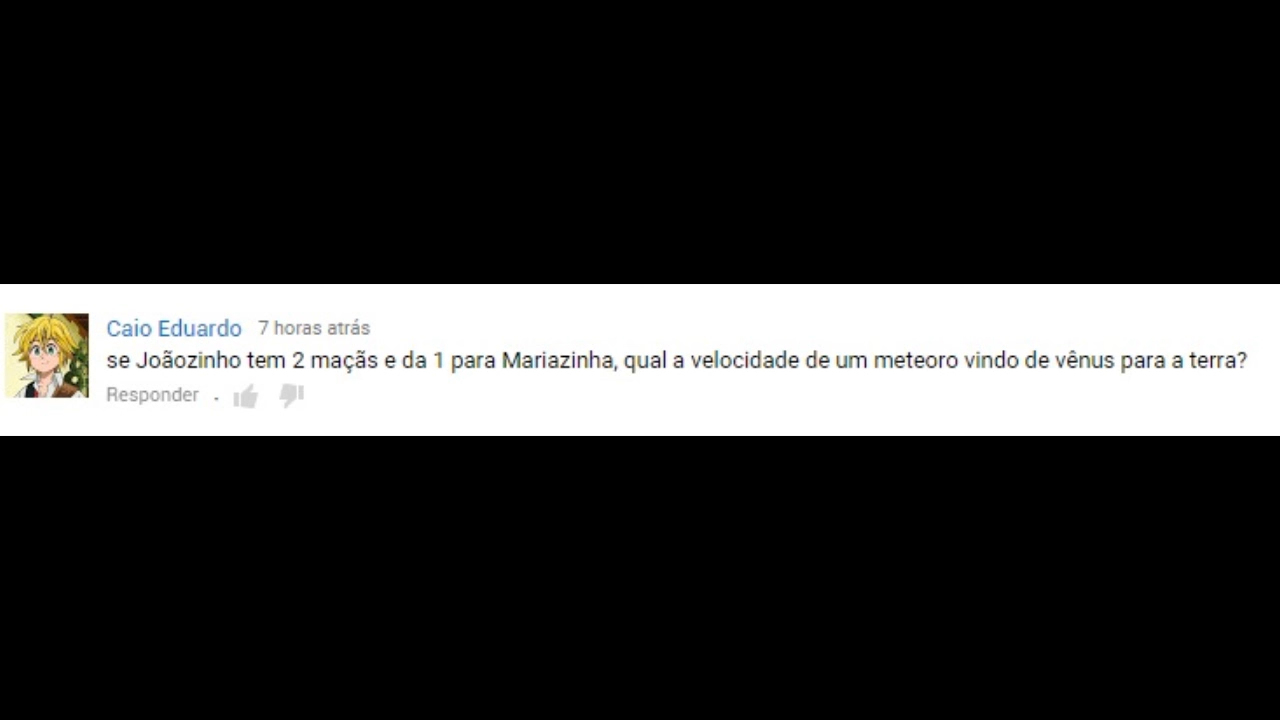 Caio Eduardo 7 horas atrás
se Joãozinho tem 2 maçãs e da 1 para Mariazinha, qual a velocidade de um meteoro vindo de vênus para a terra?
Responder .